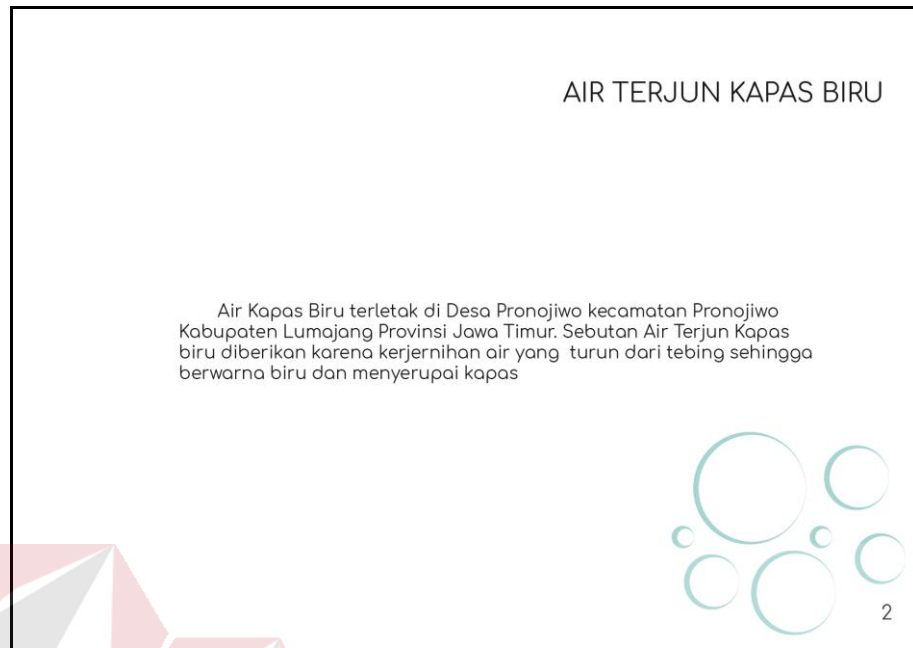 AIR TERJUN KAPAS BIRU
Air Kapas Biru terletak di Desa Pronojiwo kecamatan Pronojiwo
Kabupaten Lumajang Provinsi Jawa Timur. Sebutan Air Terjun Kapas
biru diberikan karena kerjernihan air yang  turun dari tebing sehingga
berwarna biru dan menyerupai kapas
2